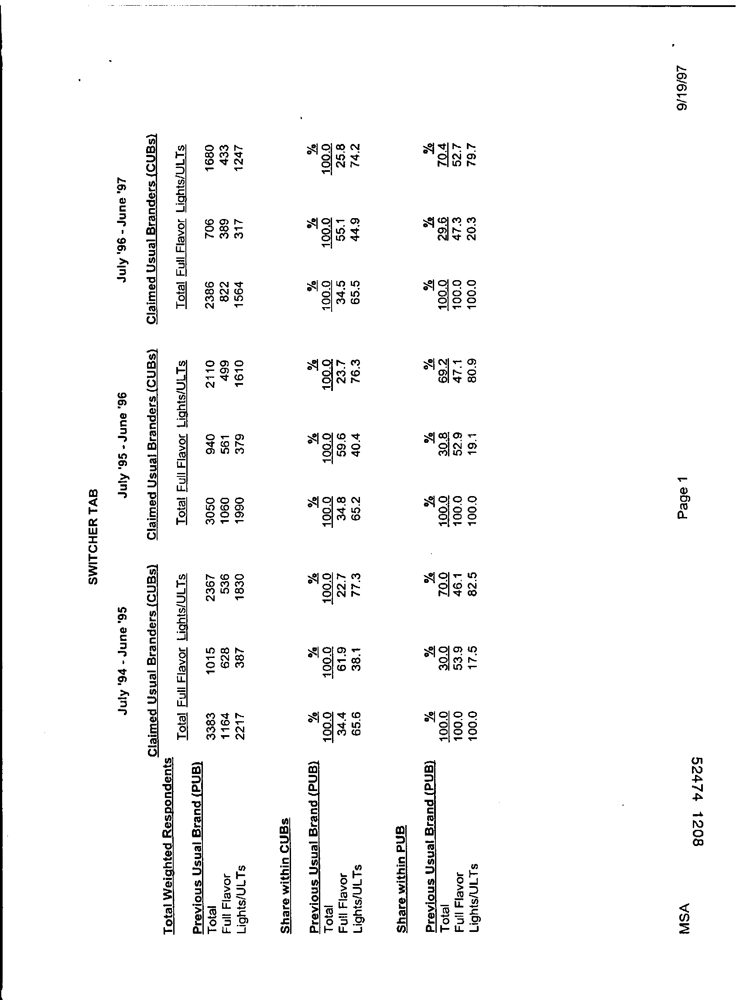 SWITCHER TAB
July '94 - June '95 July '95 - June '96 July '96 - June '97
Claimed Usual Branders (CUBs) Claimed Usual Branders (CUBs) Claimed Usual Branders (CUBs)
Total Weighted Respondents Total Full Flavor Lights/ULTs Total Full Flavor Lights/ULTs Total Full Flavor Lights/ULTs
Previous Usual Brand (PUB)
Total 3383 1015 2367 3050 940 2110 2386 706 1680
Full Flavor 1164 628 536 1060 561 499 822 389 433
Lights/ULTs 2217 387 1830 1990 379 1610 1564 317 1247
Share within CUBs
Previous Usual Brand (PUB) % % % % % % % % %
Total 100.0 100.0 100.0 100.0 100.0 100.0 100.0 100.0 100.0
Full Flavor 34.4 61.9 22.7 34.8 59.6 23.7 34.5 55.1 25.8
Lights/ULTs 65.6 38.1 77.3 65.2 40.4 76.3 65.5 44.9 74.2
Share within PUB
Previous Usual Brand (PUB) % % % % % % % % %
Total 100.0 30.0 70.0 100.0 30.8 69.2 100.0 29.6 70.4
Full Flavor 100.0 53.9 46.1 100.0 52.9 47.1 100.0 47.3 52.7
Lights/ULTs 100.0 17.5 82.5 100.0 19.1 80.9 100.0 20.3 79.7
MSA Page 1 9/19/97
52474 1208